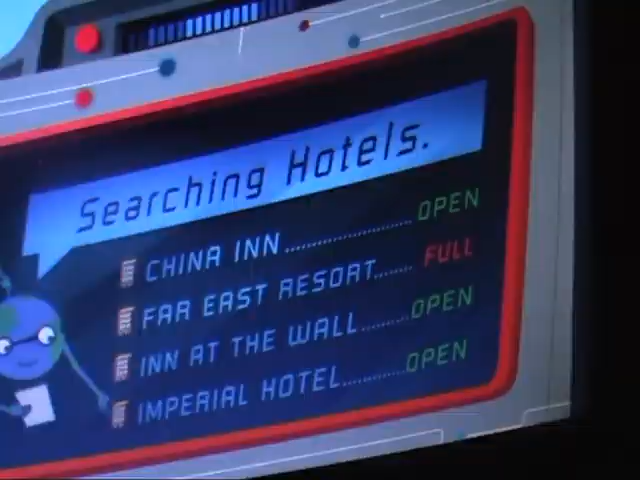 Searching Hotels.
CHINA INN OPEN
FAR EAST RESORT FULL
INN AT THE WALL OPEN
IMPERIAL HOTEL OPEN